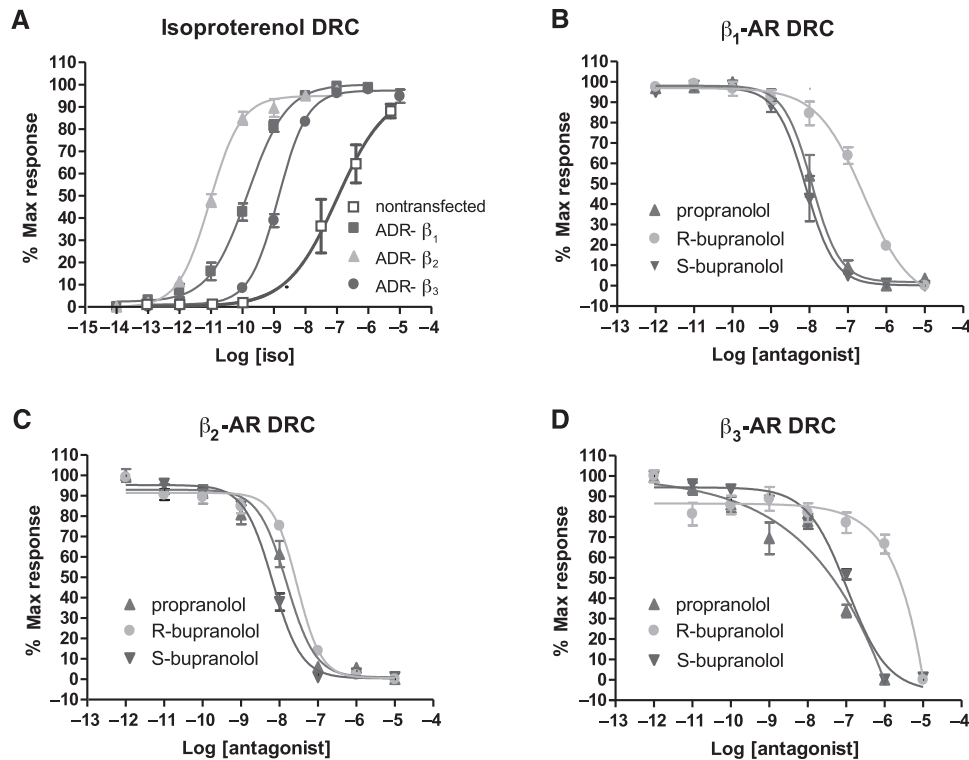 A
Isoproterenol DRC
110
100
90
80
70
60
50
40
30
20
10
0
% Max response
nontransfected
ADR- β1
ADR- β2
ADR- β3
–15 –14 –13 –12 –11 –10 –9 –8 –7 –6 –5 –4
Log [iso]
B
β1-AR DRC
110
100
90
80
70
60
50
40
30
20
10
0
–10
% Max response
propranolol
R-bupranolol
S-bupranolol
–13 –12 –11 –10 –9 –8 –7 –6 –5 –4
Log [antagonist]
C
β2-AR DRC
110
100
90
80
70
60
50
40
30
20
10
0
–10
% Max response
propranolol
R-bupranolol
S-bupranolol
–13 –12 –11 –10 –9 –8 –7 –6 –5 –4
Log [antagonist]
D
β3-AR DRC
110
100
90
80
70
60
50
40
30
20
10
0
–10
% Max response
propranolol
R-bupranolol
S-bupranolol
–13 –12 –11 –10 –9 –8 –7 –6 –5 –4
Log [antagonist]